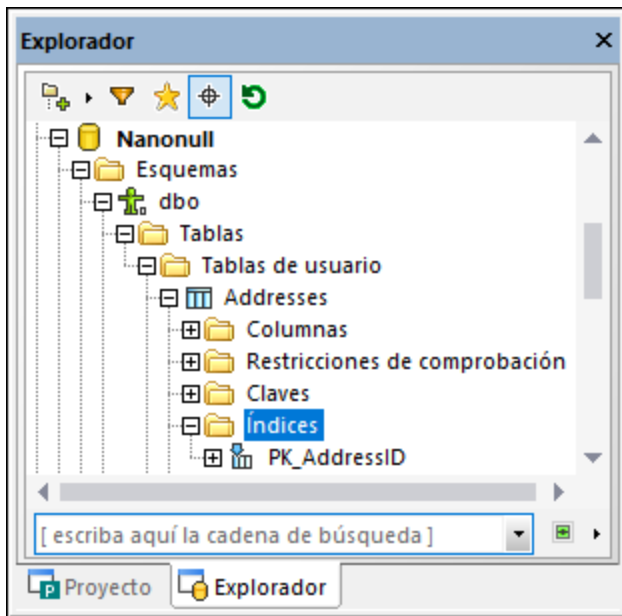 Explorador
Nanonull
Esquemas
dbo
Tablas
Tablas de usuario
Addresses
Columnas
Restricciones de comprobación
Claves
Índices
PK_AddressID
[ escriba aquí la cadena de búsqueda ]
Proyecto Explorador